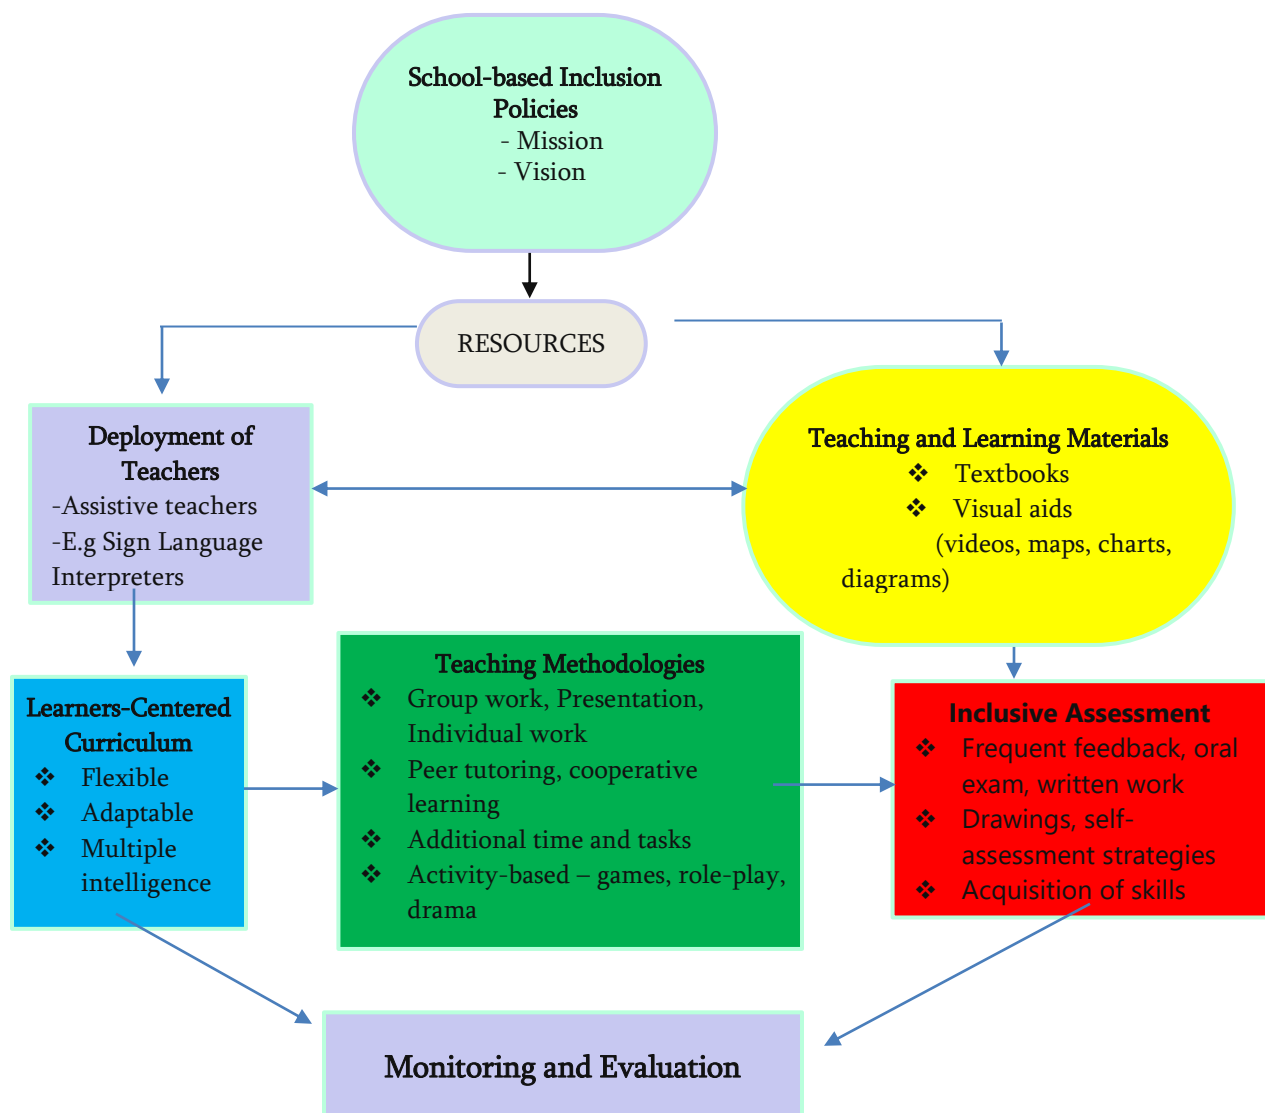 School-based Inclusion
Policies
- Mission
- Vision
RESOURCES
Deployment of
Teachers
-Assistive teachers
-E.g Sign Language
Interpreters
Teaching and Learning Materials
❖ Textbooks
❖ Visual aids
(videos, maps, charts,
diagrams)
Learners-Centered
Curriculum
❖ Flexible
❖ Adaptable
❖ Multiple
intelligence
Teaching Methodologies
❖ Group work, Presentation,
Individual work
❖ Peer tutoring, cooperative
learning
❖ Additional time and tasks
❖ Activity-based – games, role-play,
drama
Inclusive Assessment
❖ Frequent feedback, oral
exam, written work
❖ Drawings, self-
assessment strategies
❖ Acquisition of skills
Monitoring and Evaluation